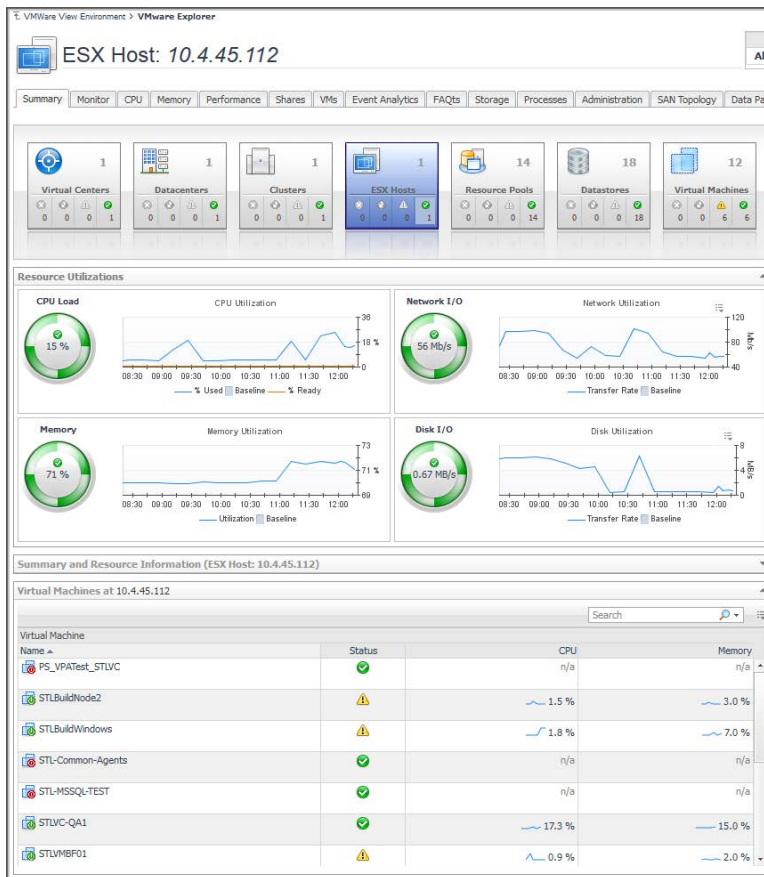 VMWare View Environment > VMware Explorer
ESX Host: 10.4.45.112
Summary Monitor CPU Memory Performance Shares VMs Event Analytics FAQts Storage Processes Administration SAN Topology Data Pa
1 1 1 1 14 18 12
Virtual Centers Datacenters Clusters ESX Hosts Resource Pools Datastores Virtual Machines
0 0 0 1 0 0 0 1 0 0 0 1 0 0 0 1 0 0 0 14 0 0 0 18 0 0 6 6
Resource Utilizations
CPU Load
15 %
CPU Utilization
36
18 %
0
08:30 09:00 09:30 10:00 10:30 11:00 11:30 12:00
% Used Baseline % Ready
Network I/O
56 Mb/s
Network Utilization
120
80 Mb/s
40
08:30 09:00 09:30 10:00 10:30 11:00 11:30 12:00
Transfer Rate Baseline
Memory
71 %
Memory Utilization
73
71 %
69
08:30 09:00 09:30 10:00 10:30 11:00 11:30 12:00
Utilization Baseline
Disk I/O
0.67 MB/s
Disk Utilization
8
4 MB/s
0
08:30 09:00 09:30 10:00 10:30 11:00 11:30 12:00
Transfer Rate Baseline
Summary and Resource Information (ESX Host: 10.4.45.112)
Virtual Machines at 10.4.45.112
Search
Virtual Machine
Name Status CPU Memory
PS_VPATest_STLVC n/a n/a
STLBuildNode2 1.5 % 3.0 %
STLBuildWindows 1.8 % 7.0 %
STL-Common-Agents n/a n/a
STL-MSSQL-TEST n/a n/a
STLVC-QA1 17.3 % 15.0 %
STLVMBF01 0.9 % 2.0 %